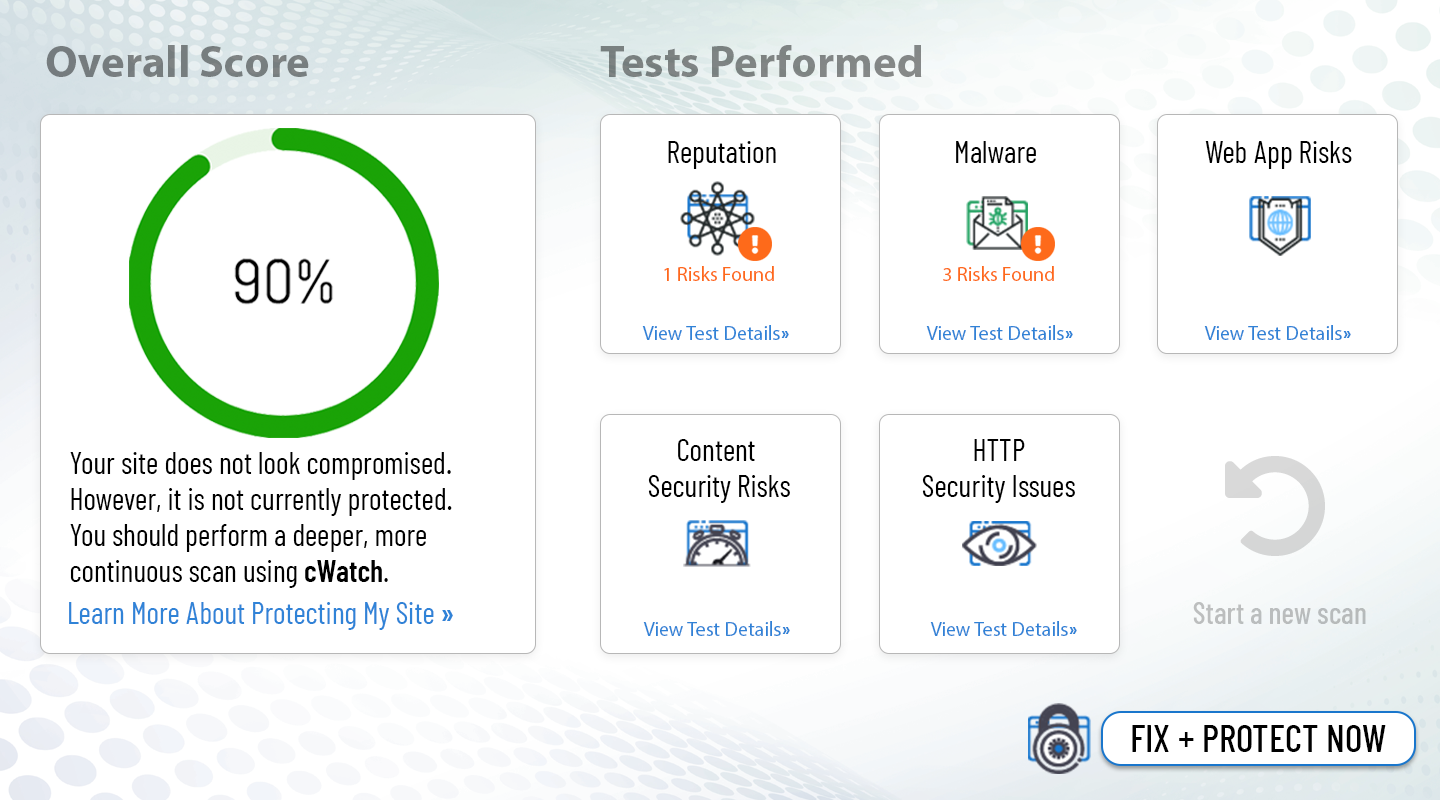 Overall Score
90%
Your site does not look compromised.
However, it is not currently protected.
You should perform a deeper, more
continuous scan using cWatch.
Learn More About Protecting My Site »
Tests Performed
Reputation
1 Risks Found
View Test Details»
Malware
3 Risks Found
View Test Details»
Web App Risks
View Test Details»
Content
Security Risks
View Test Details»
HTTP
Security Issues
View Test Details»
Start a new scan
FIX + PROTECT NOW